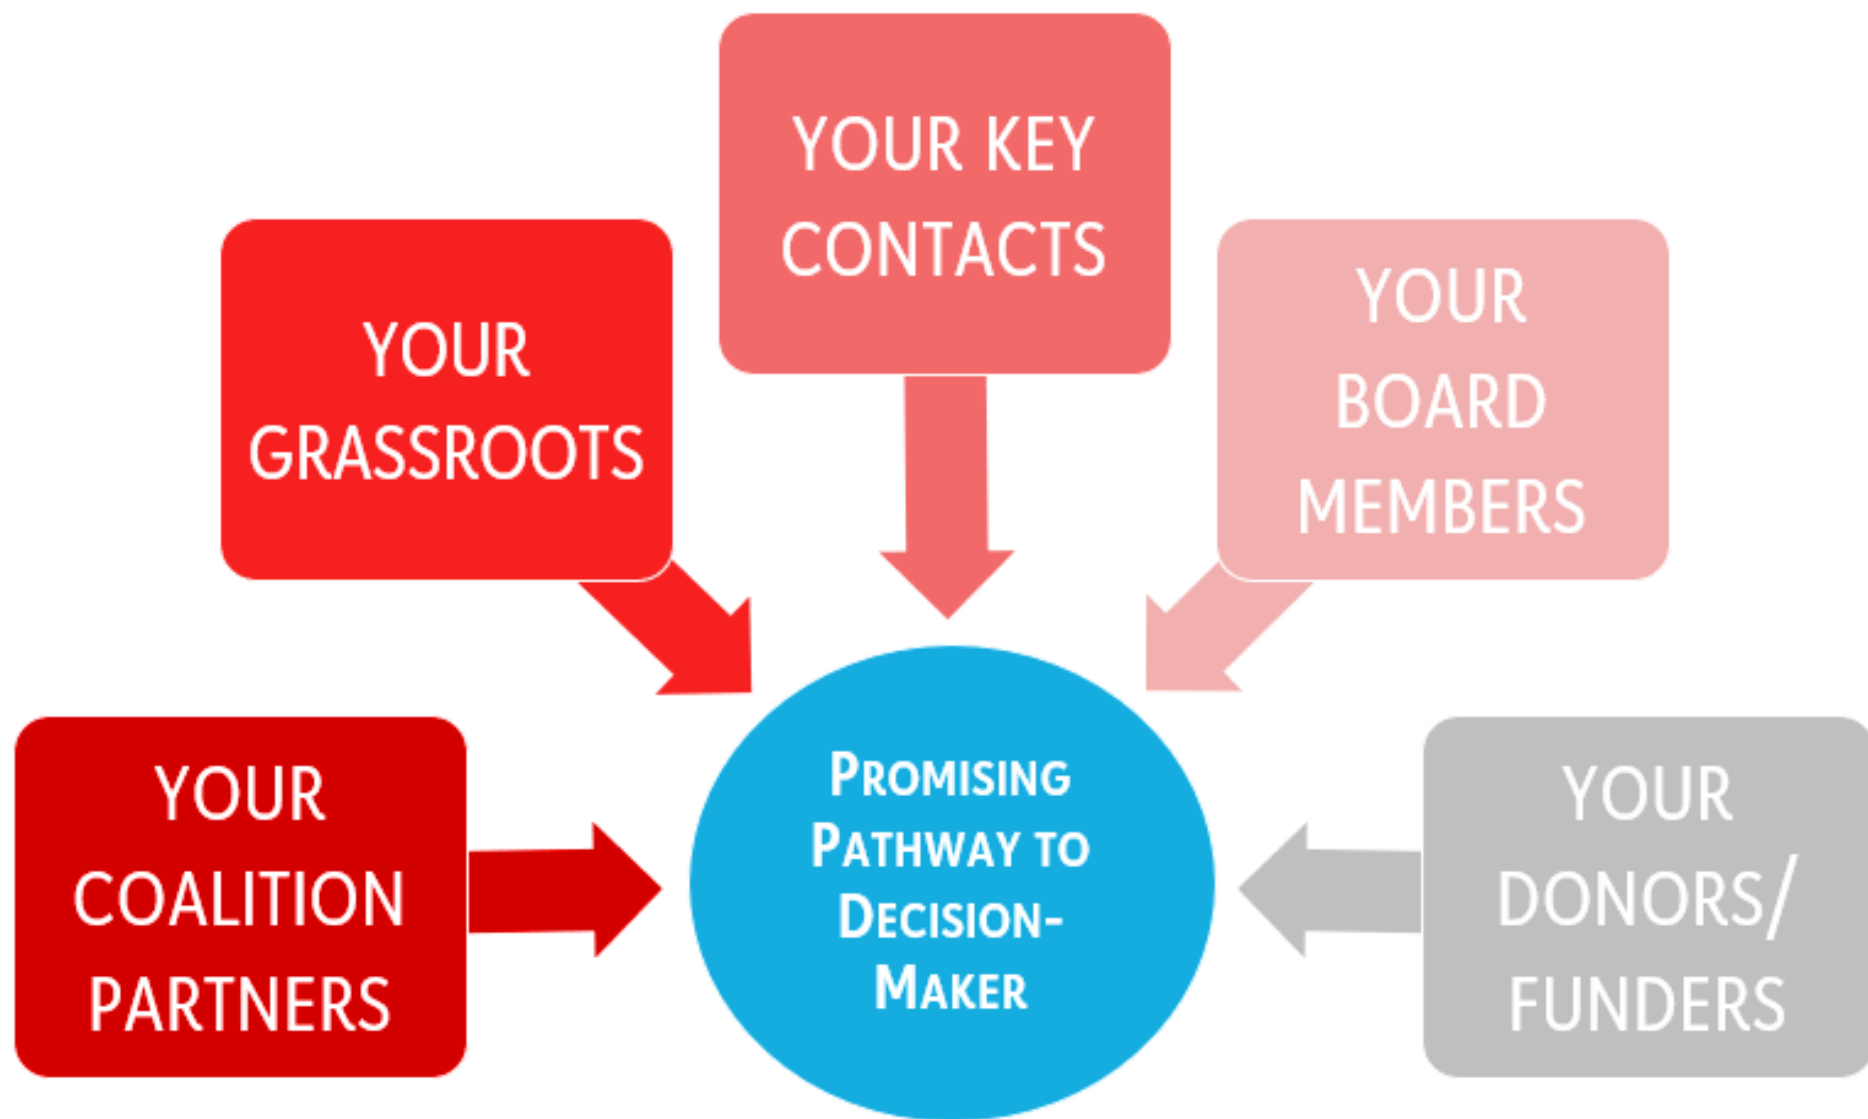 YOUR KEY
CONTACTS
YOUR
GRASSROOTS
YOUR
BOARD
MEMBERS
YOUR
COALITION
PARTNERS
PROMISING
PATHWAY TO
DECISION-
MAKER
YOUR
DONORS/
FUNDERS